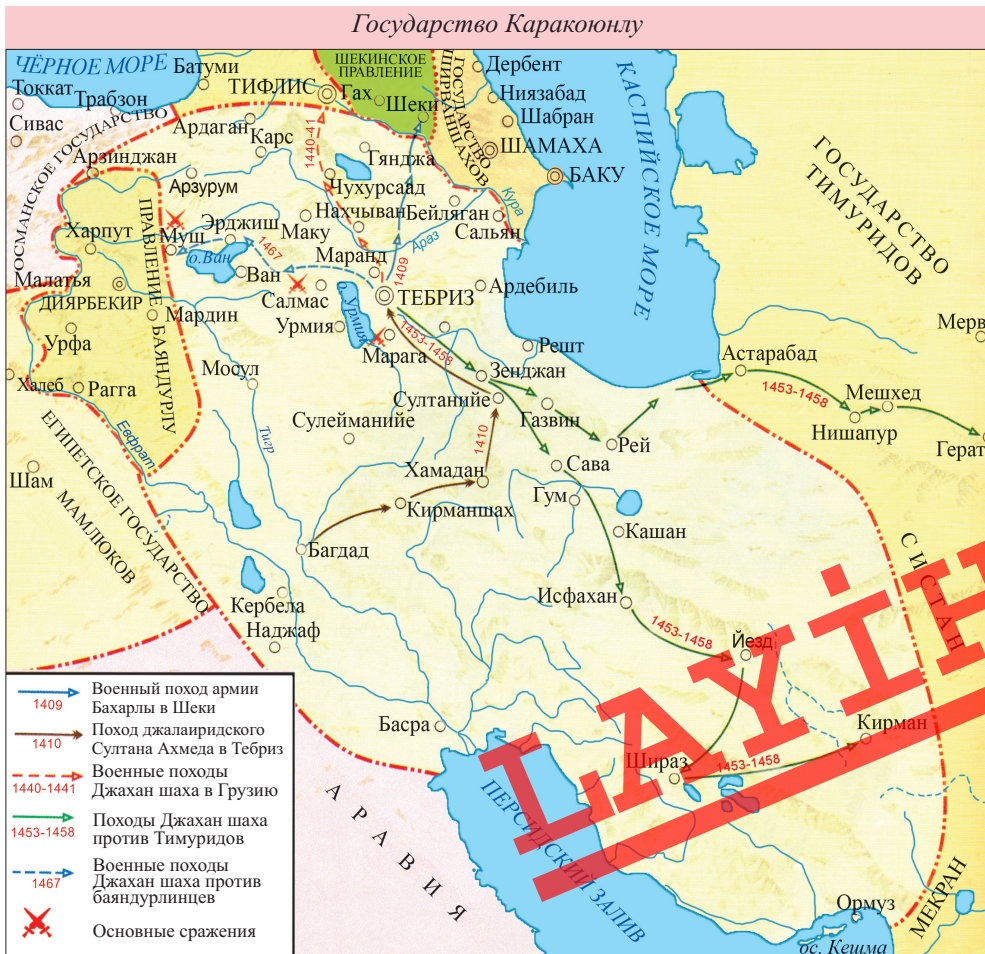 Государство Каракоюнлу
ЧЁРНОЕ МОРЕ
Батуми
ШЕКИНСКОЕ
ПРАВЛЕНИЕ
ГОСУДАРСТВО
ШИРВАНШАХОВ
Дербент
Токкат
Трабзон
ТИФЛИС
Гах
Шеки
Ниязабад
Сивас
Ардаган
Шабран
Карс
Гянджа
ШАМАХА
БАКУ
КАСПИЙСКОЕ МОРЕ
ГОСУДАРСТВО
ТИМУРИДОВ
ОСМАНСКОЕ ГОСУДАРСТВО
Арзинджан
Арзурум
1440-41
Чухурсаад
Нахчыван
Бейляган
Кура
Сальян
Араз
ПРАВЛЕНИЕ БАЯНДУРЛУ
Харпут
Муш
Эрджиш
Маку
1467
о.Ван
Ван
Маранд
1409
Малатья
ДИЯРБЕКИР
Салмас
ТЕБРИЗ
Ардебиль
Мардин
Урмия
о.Урмия
Марага
1453-1458
Решт
Мерв
Урфа
Халеб
Рагга
Мосул
Зенджан
Астарабад
1453-1458
Мешхед
Султанийе
Газвин
Нишапур
Сулейманийе
Рей
Герат
Евфрат
Тигр
1410
Сава
ЕГИПЕТСКОЕ ГОСУДАРСТВО
МАМЛЮКОВ
Шам
Хамадан
Кирманшах
Гум
Кашан
Багдад
СИСТАН
Кербела
Наджаф
Исфахан
1453-1458
Йезд
LAYİH
Басра
Кирман
Шираз
1453-1458
ПЕРСИДСКИЙ ЗАЛИВ
АРАВИЯ
МЕКРАН
Ормуз
ос. Кешма
1409
Военный поход армии
Бахарлы в Шеки
1410
Поход джалаиридского
Султана Ахмеда в Тебриз
1440-1441
Военные походы
Джахан шаха в Грузию
1453-1458
Походы Джахан шаха
против Тимуридов
1467
Военные походы
Джахан шаха против
баяндурлинцев
Основные сражения